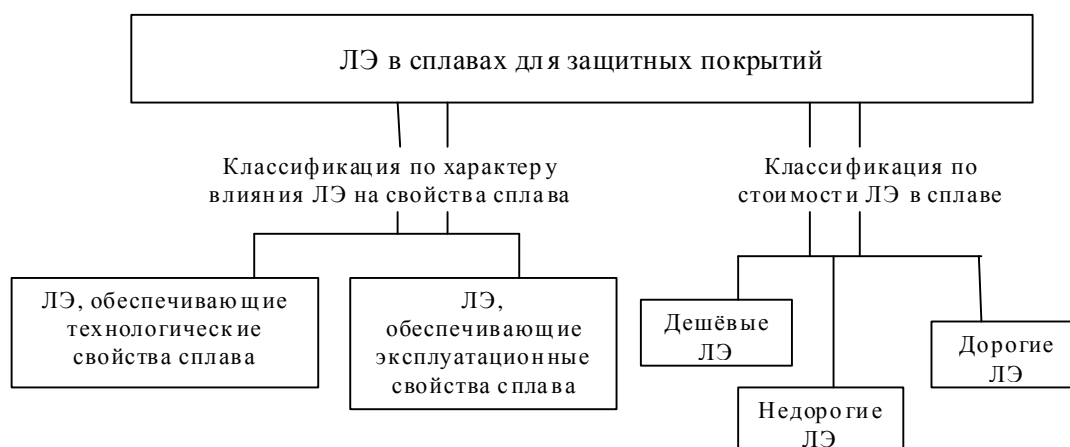 ЛЭ в сплавах для защитных покрытий
Классификация по характеру
влияния ЛЭ на свойства сплава
Классификация по
стоимости ЛЭ в сплаве
ЛЭ, обеспечивающие
технологические
свойства сплава
ЛЭ,
обеспечивающие
эксплуатационные
свойства сплава
Дешёвые
ЛЭ
Недорогие
ЛЭ
Дорогие
ЛЭ